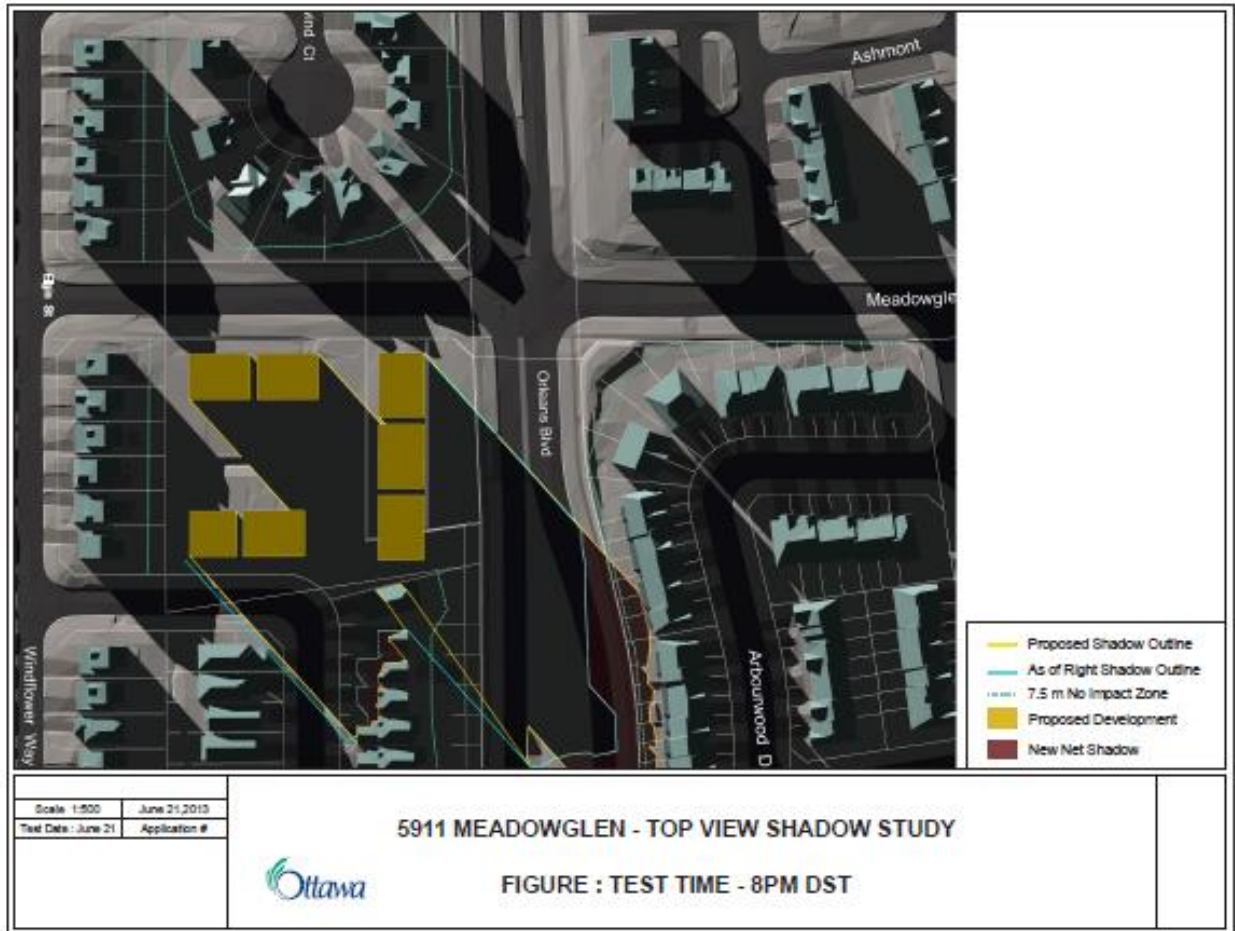 ind Ct
Ashmont
Meadowgle
Orleans Blvd
Windflower Way
Arbourwood D
Proposed Shadow Outline
As of Right Shadow Outline
7.5 m No Impact Zone
Proposed Development
New Net Shadow
Scale 1:500
June 21,2013
Test Date : June 21
Application #
5911 MEADOWGLEN - TOP VIEW SHADOW STUDY
Ottawa
FIGURE : TEST TIME - 8PM DST